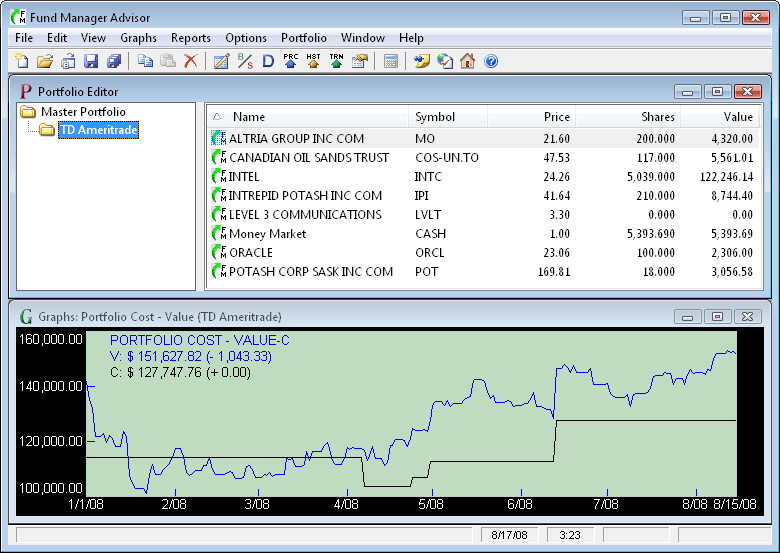 Fund Manager Advisor
File Edit View Graphs Reports Options Portfolio Window Help
D PRC HST TRN
Portfolio Editor
Master Portfolio
TD Ameritrade
Name Symbol Price Shares Value
ALTRIA GROUP INC COM MO 21.60 200.000 4,320.00
CANADIAN OIL SANDS TRUST COS-UN.TO 47.53 117.000 5,561.01
INTEL INTC 24.26 5,039.000 122,246.14
INTREPID POTASH INC COM IPI 41.64 210.000 8,744.40
LEVEL 3 COMMUNICATIONS LVLT 3.30 0.000 0.00
Money Market CASH 1.00 5,393.690 5,393.69
ORACLE ORCL 23.06 100.000 2,306.00
POTASH CORP SASK INC COM POT 169.81 18.000 3,056.58
Graphs: Portfolio Cost - Value {TD Ameritrade}
PORTFOLIO COST - VALUE-C
V: $ 151,627.82 (- 1,043.33)
C: $ 127,747.76 (+ 0.00)
160,000.00
140,000.00
120,000.00
100,000.00
1/1/08 2/08 3/08 4/08 5/08 6/08 7/08 8/08 8/15/08
8/17/08 3:23